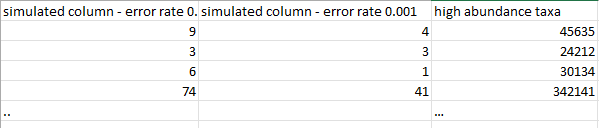 simulated column - error rate 0. simulated column - error rate 0.001 high abundance taxa
9 4 45635
3 3 24212
6 1 30134
74 41 342141
.. ...